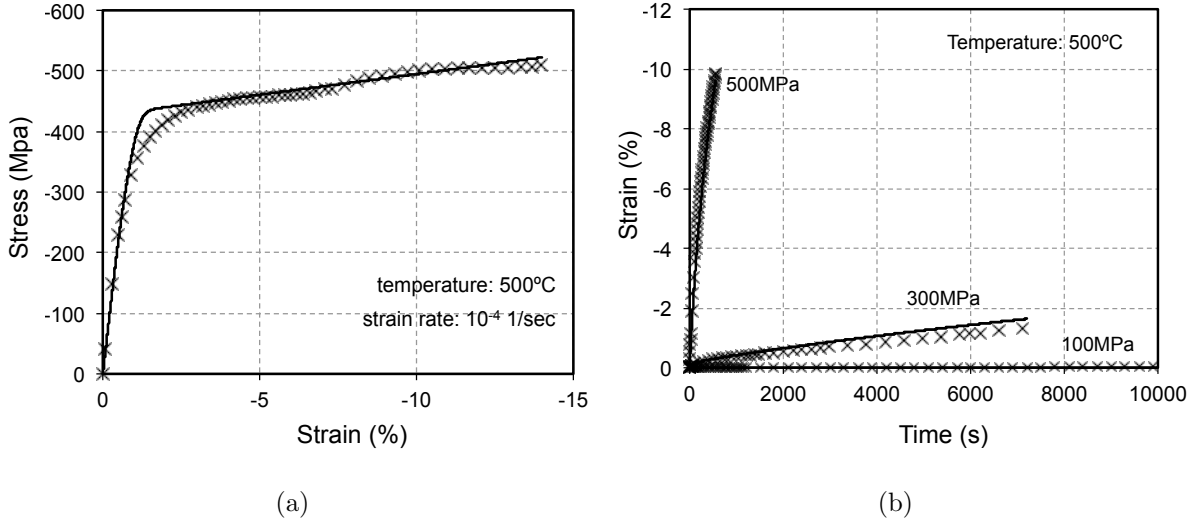 -600
-500
-400
-300
-200
-100
0
Stress (Mpa)
temperature: 500ºC
strain rate: 10⁻⁴ 1/sec
0
-5
-10
-15
Strain (%)
(a)
-12
-10
-8
-6
-4
-2
0
Strain (%)
Temperature: 500ºC
500MPa
300MPa
100MPa
0
2000
4000
6000
8000
10000
Time (s)
(b)